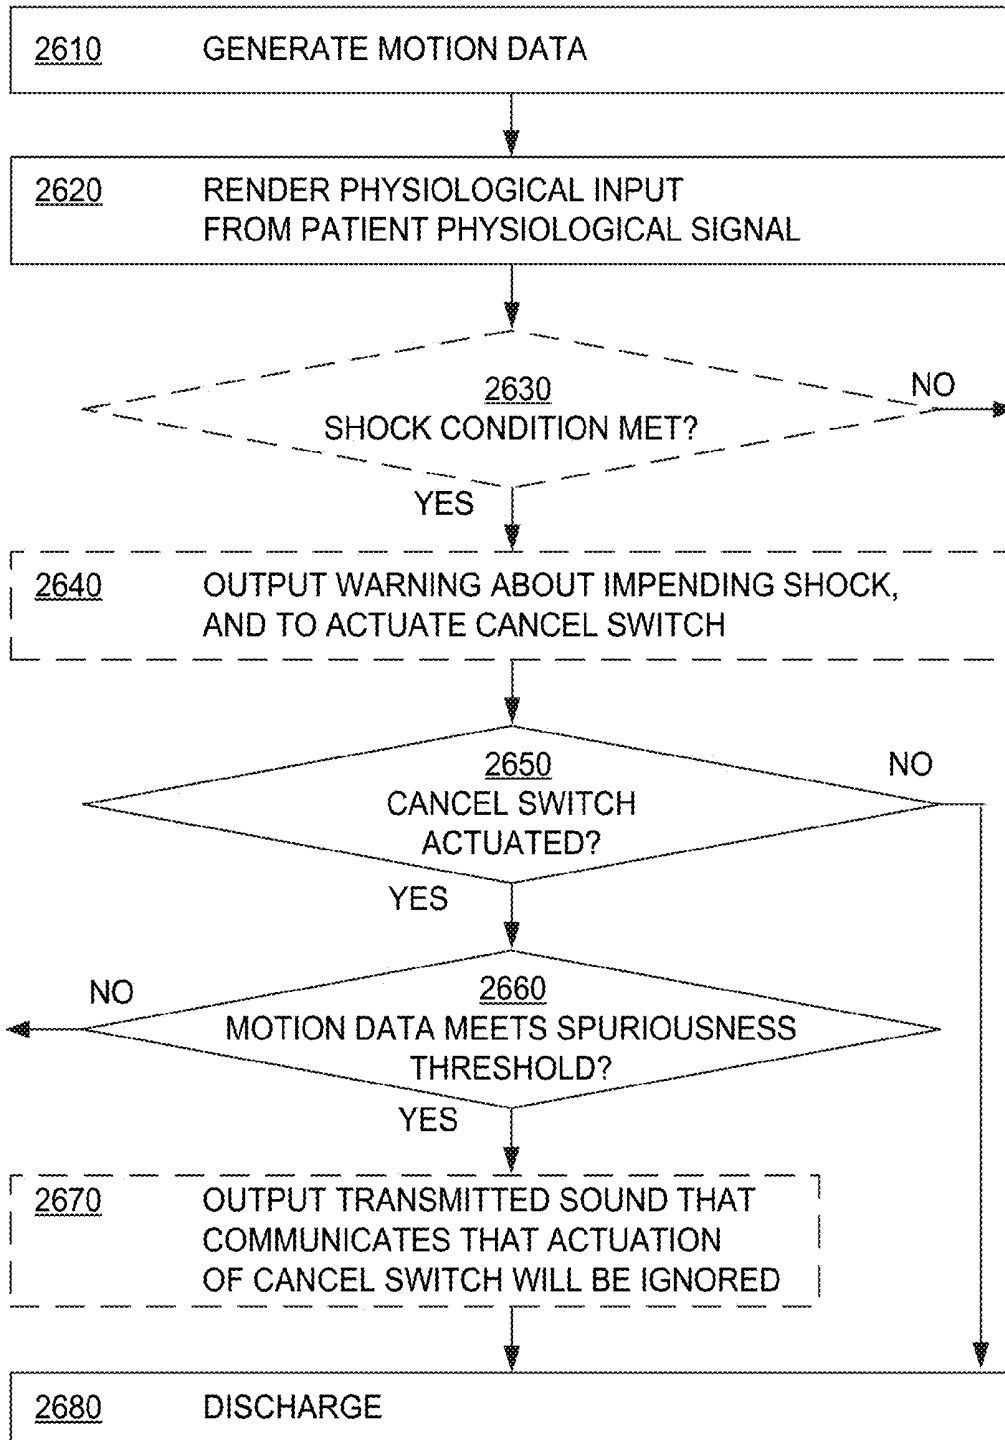 2610 GENERATE MOTION DATA
2620 RENDER PHYSIOLOGICAL INPUT
FROM PATIENT PHYSIOLOGICAL SIGNAL
2630
SHOCK CONDITION MET?
NO
YES
2640 OUTPUT WARNING ABOUT IMPENDING SHOCK,
AND TO ACTUATE CANCEL SWITCH
2650
CANCEL SWITCH
ACTUATED?
NO
YES
NO
2660
MOTION DATA MEETS SPURIOUSNESS
THRESHOLD?
YES
2670 OUTPUT TRANSMITTED SOUND THAT
COMMUNICATES THAT ACTUATION
OF CANCEL SWITCH WILL BE IGNORED
2680 DISCHARGE